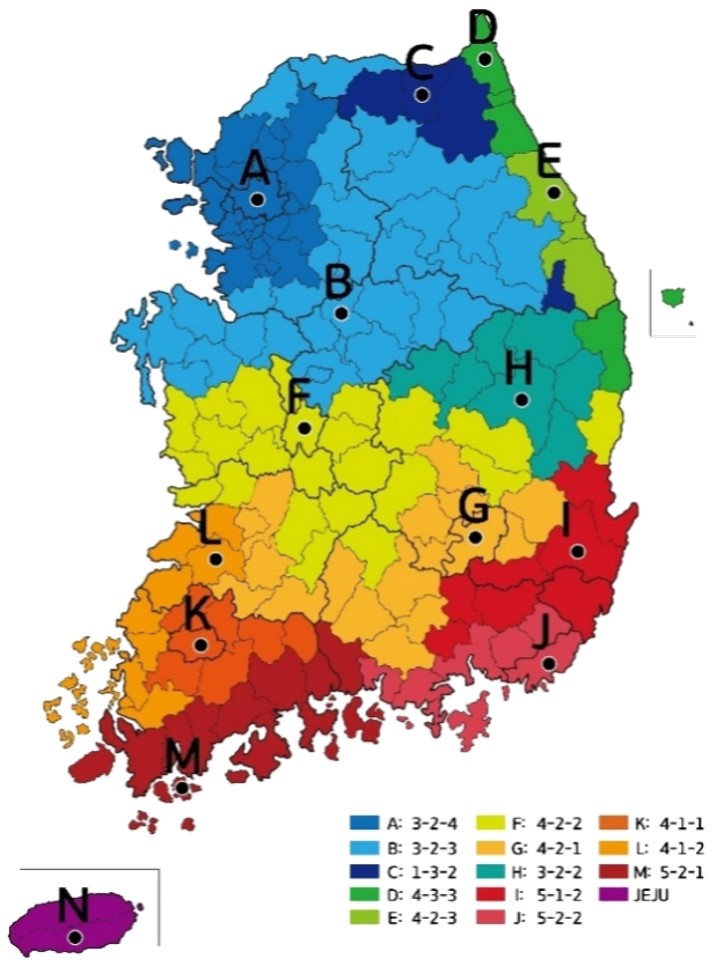 D
C
E
A
B
H
F
G
I
L
K
J
M
N
A: 3-2-4
B: 3-2-3
C: 1-3-2
D: 4-3-3
E: 4-2-3
F: 4-2-2
G: 4-2-1
H: 3-2-2
I: 5-1-2
J: 5-2-2
K: 4-1-1
L: 4-1-2
M: 5-2-1
JEJU